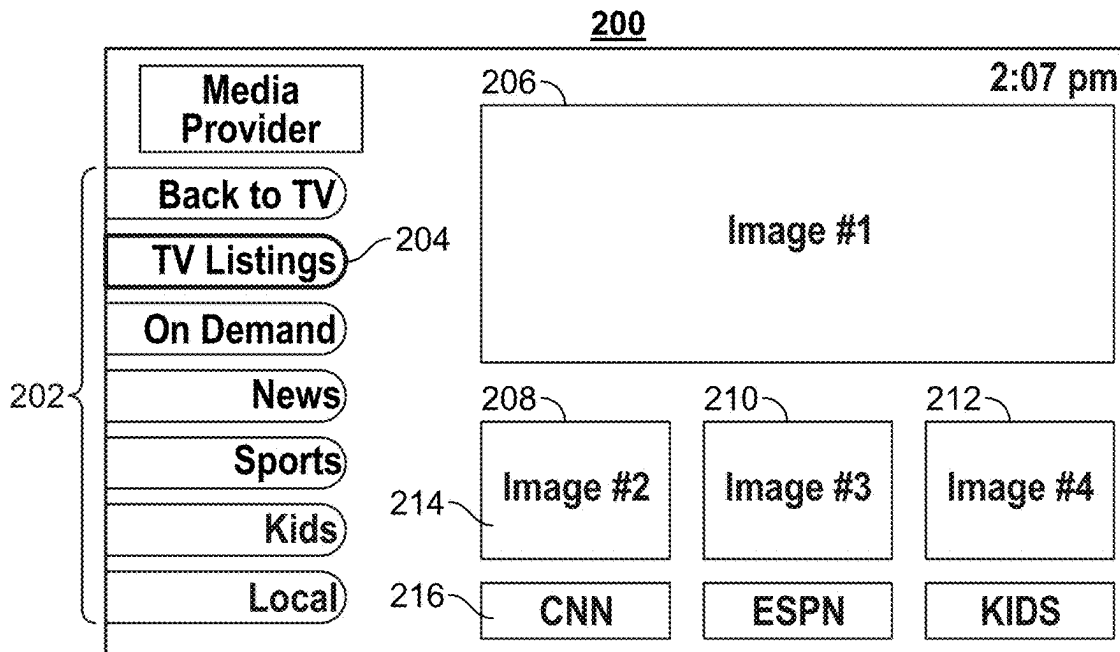 200
2:07 pm
Media
Provider
206
Back to TV
Image #1
TV Listings
204
On Demand
202
News
208
210
212
Sports
Image #2
Image #3
Image #4
214
Kids
Local
216
CNN
ESPN
KIDS